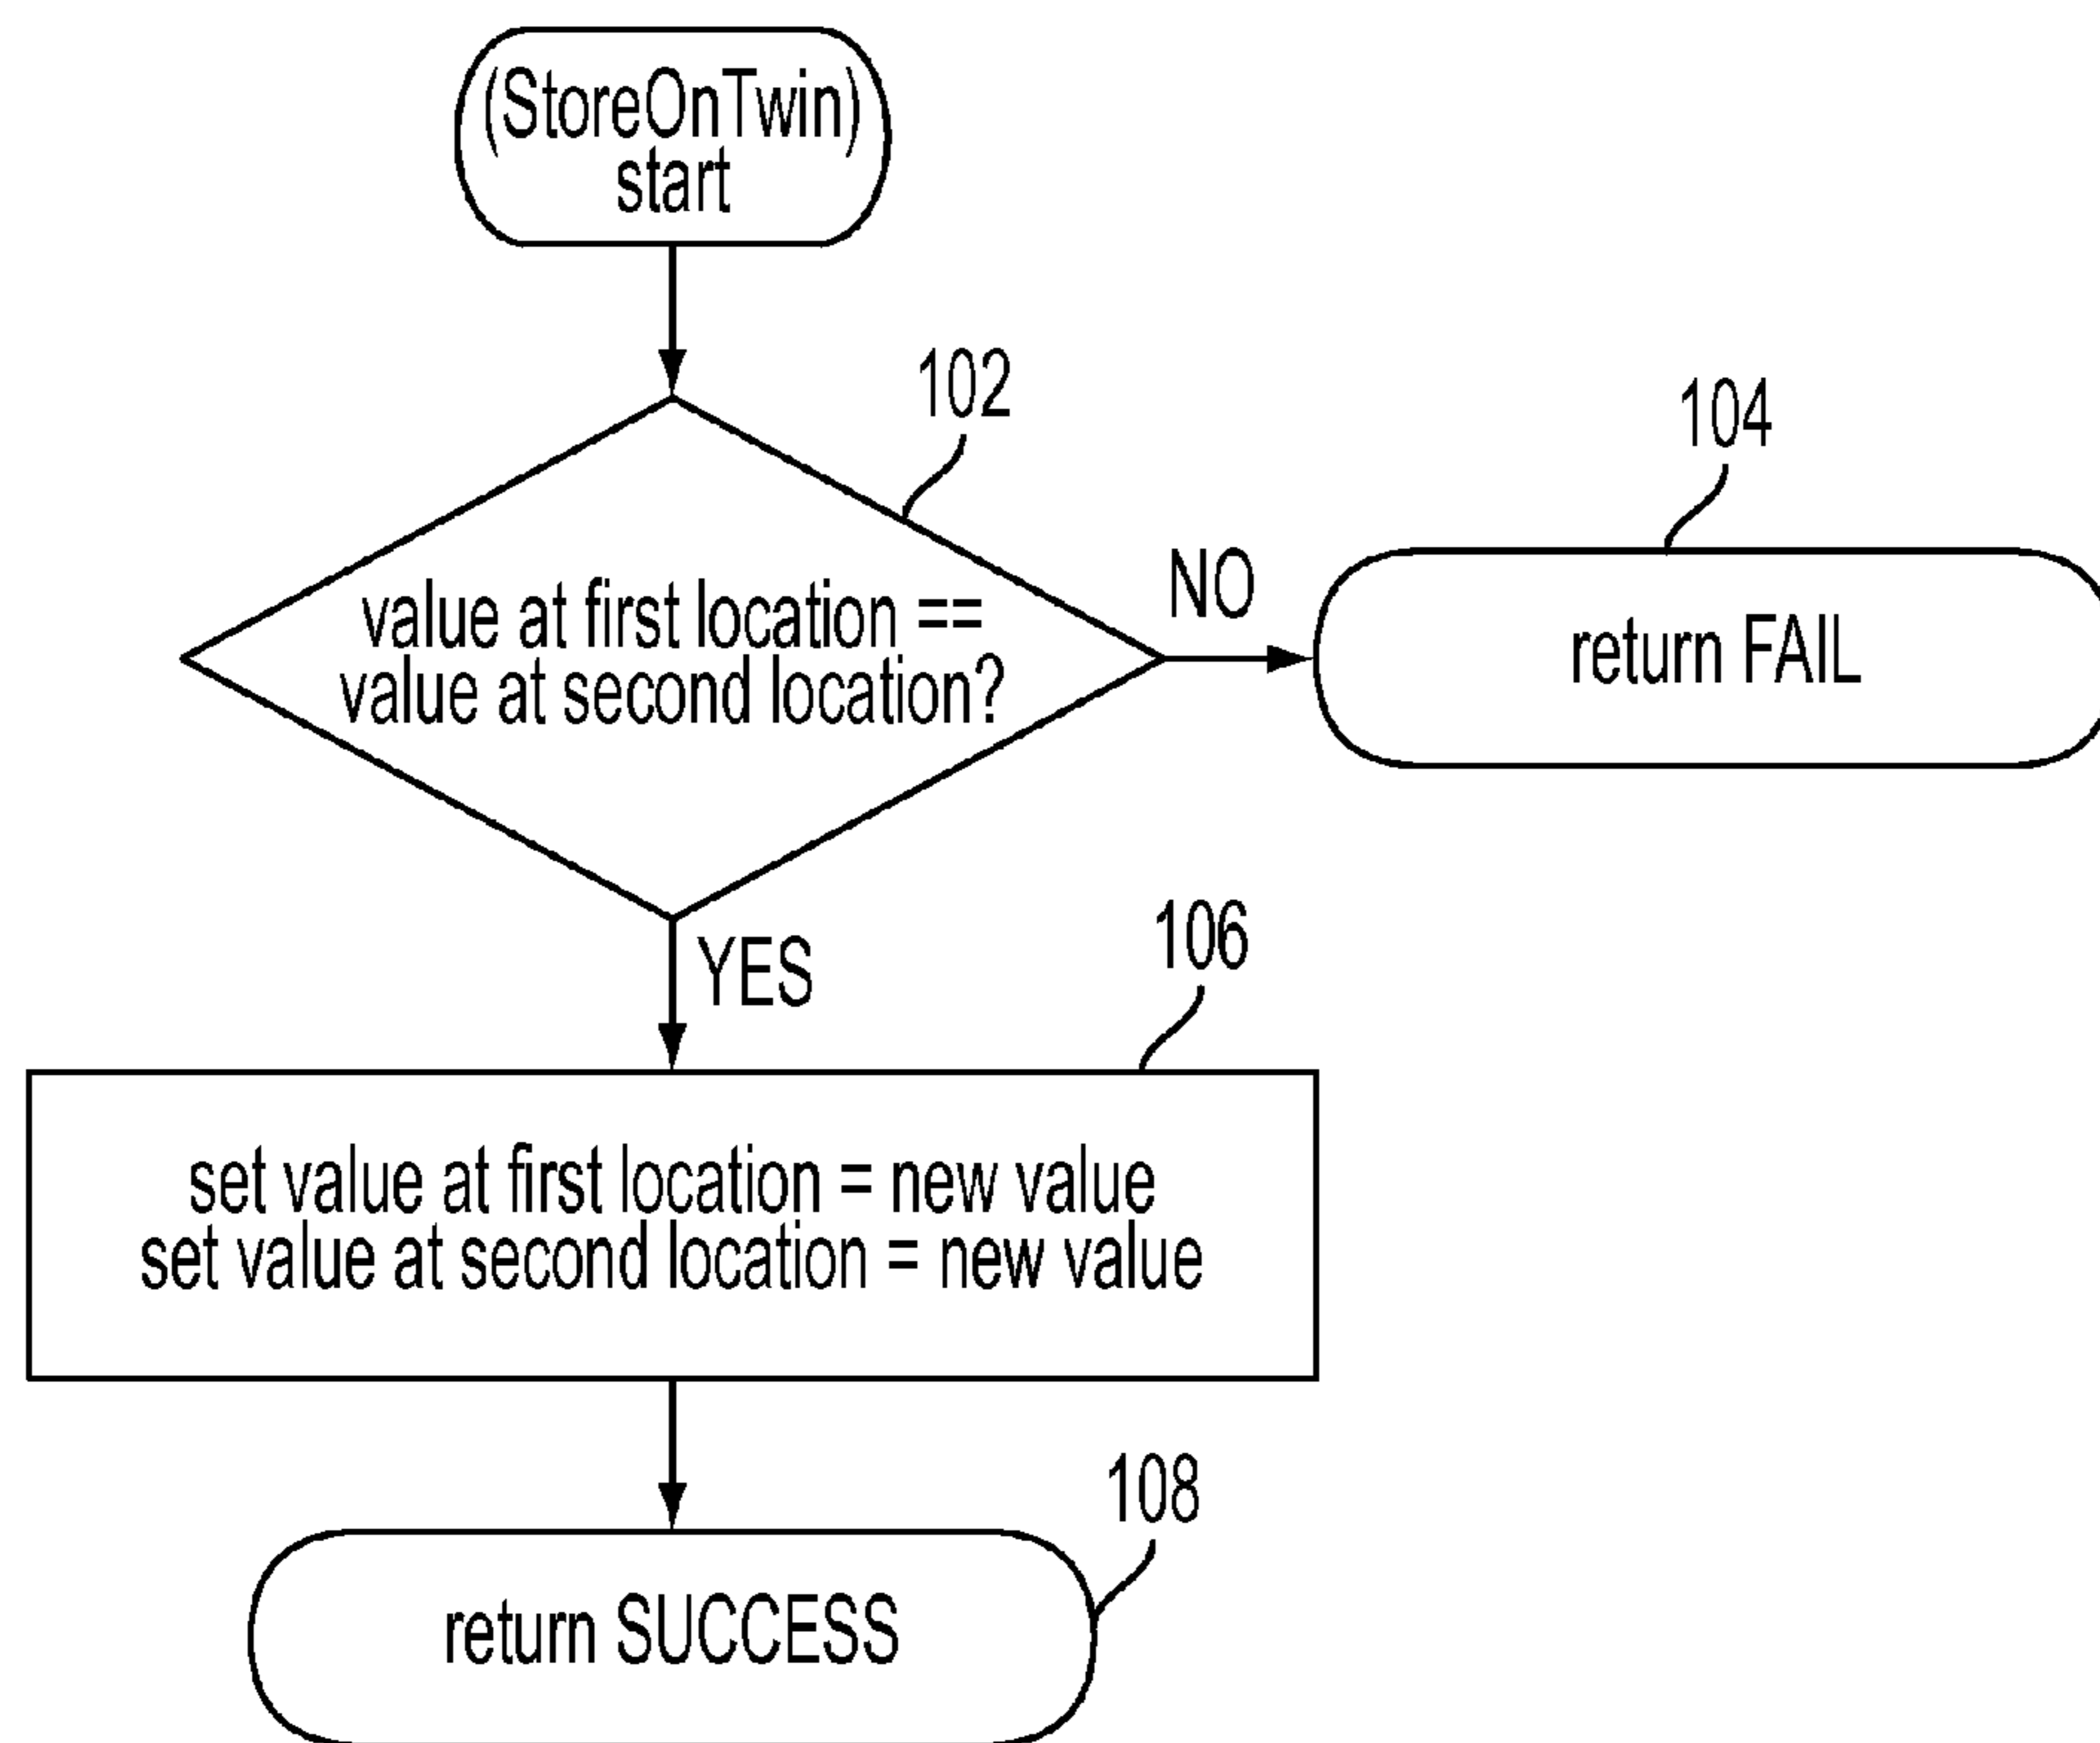 (StoreOnTwin)
start
102
104
value at first location ==
value at second location?
NO
return FAIL
YES
106
set value at first location = new value
set value at second location = new value
108
return SUCCESS